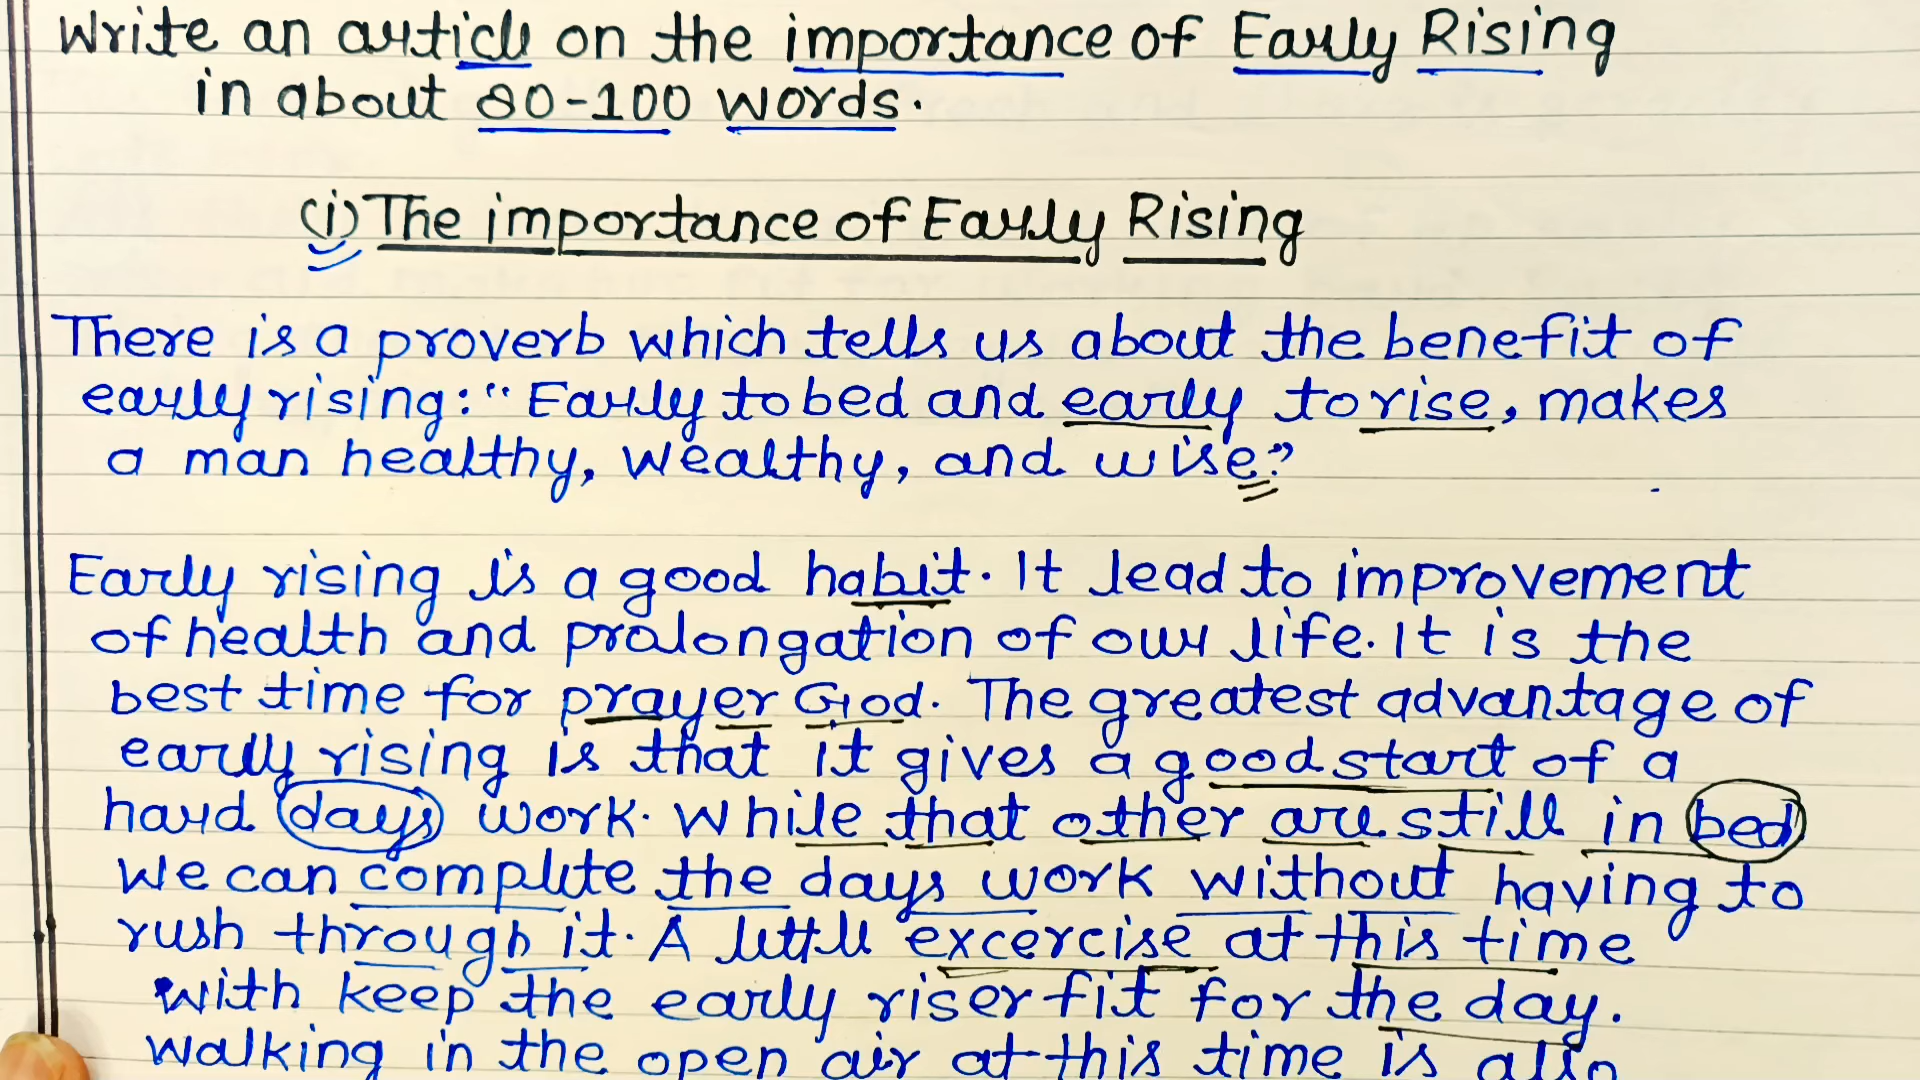 Write an article on the importance of Early Rising
in about 80-100 words.
(i) The importance of Early Rising
There is a proverb which tells us about the benefit of
early rising: "Early to bed and early to rise, makes
a man healthy, wealthy, and wise."
Early rising is a good habit. It lead to improvement
of health and prolongation of our life. It is the
best time for prayer God. The greatest advantage of
early rising is that it gives a good start of a
hard days work. While that other are still in bed
We can complete the days work without having to
rush through it. A little excercise at this time
with keep the early riser fit for the day.
Walking in the open air at this time is also